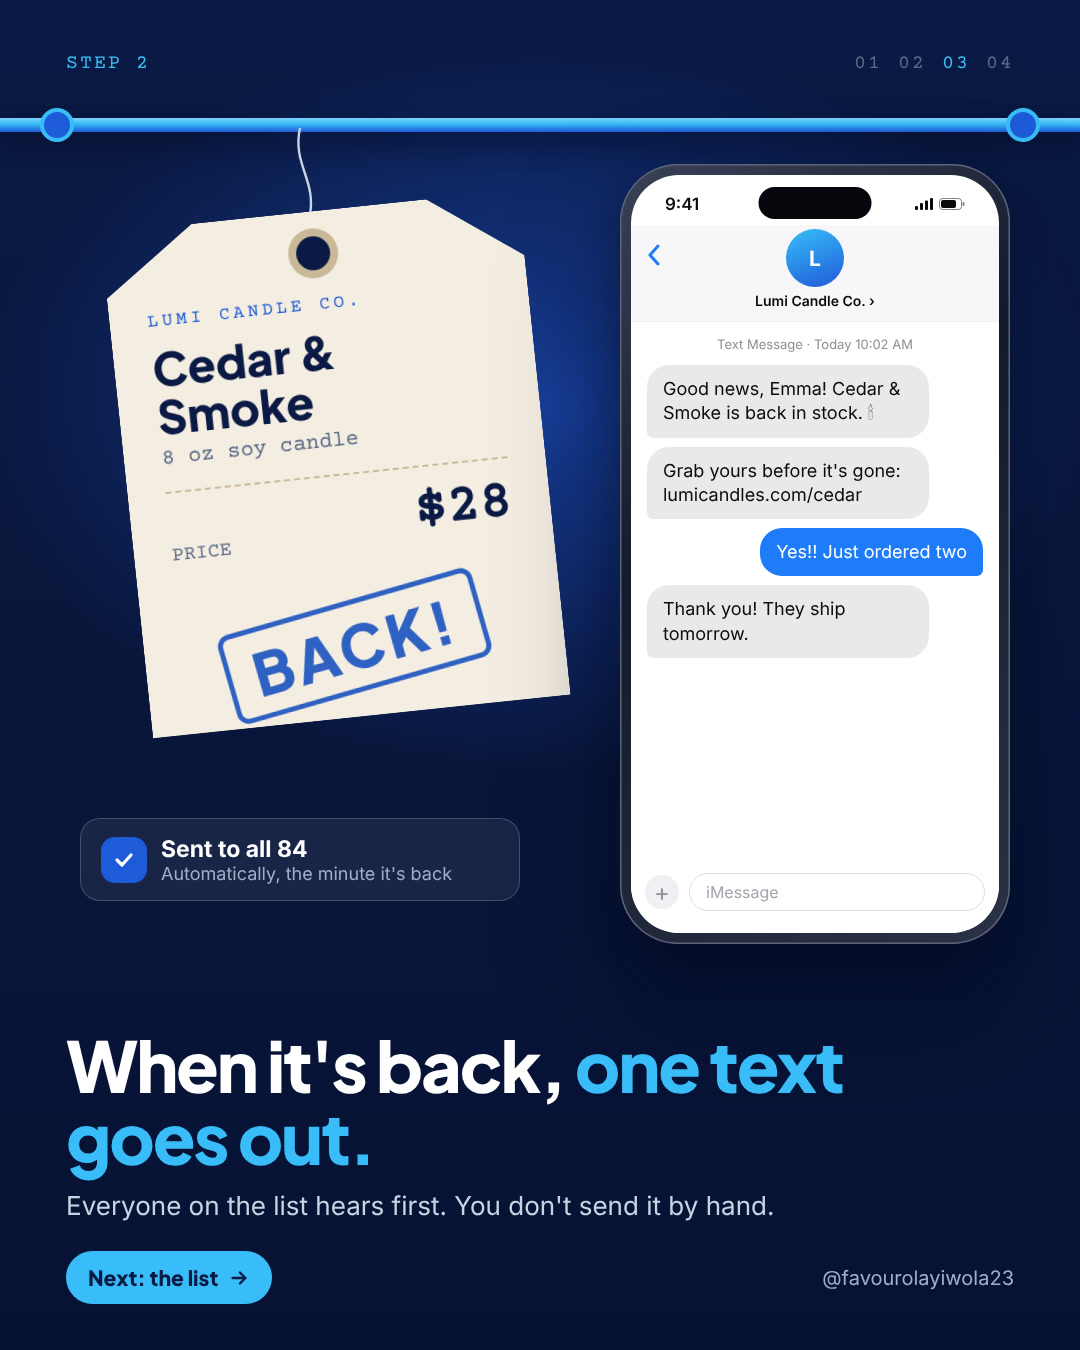 STEP 2
01 02 03 04
LUMI CANDLE CO.
Cedar &
Smoke
8 oz soy candle
$28
PRICE
BACK!
9:41
L
Lumi Candle Co. ›
Text Message · Today 10:02 AM
Good news, Emma! Cedar &
Smoke is back in stock. 🕯
Grab yours before it's gone:
lumicandles.com/cedar
Yes!! Just ordered two
Thank you! They ship
tomorrow.
+
iMessage
Sent to all 84
Automatically, the minute it's back
When it's back, one text
goes out.
Everyone on the list hears first. You don't send it by hand.
Next: the list →
@favourolayiwola23